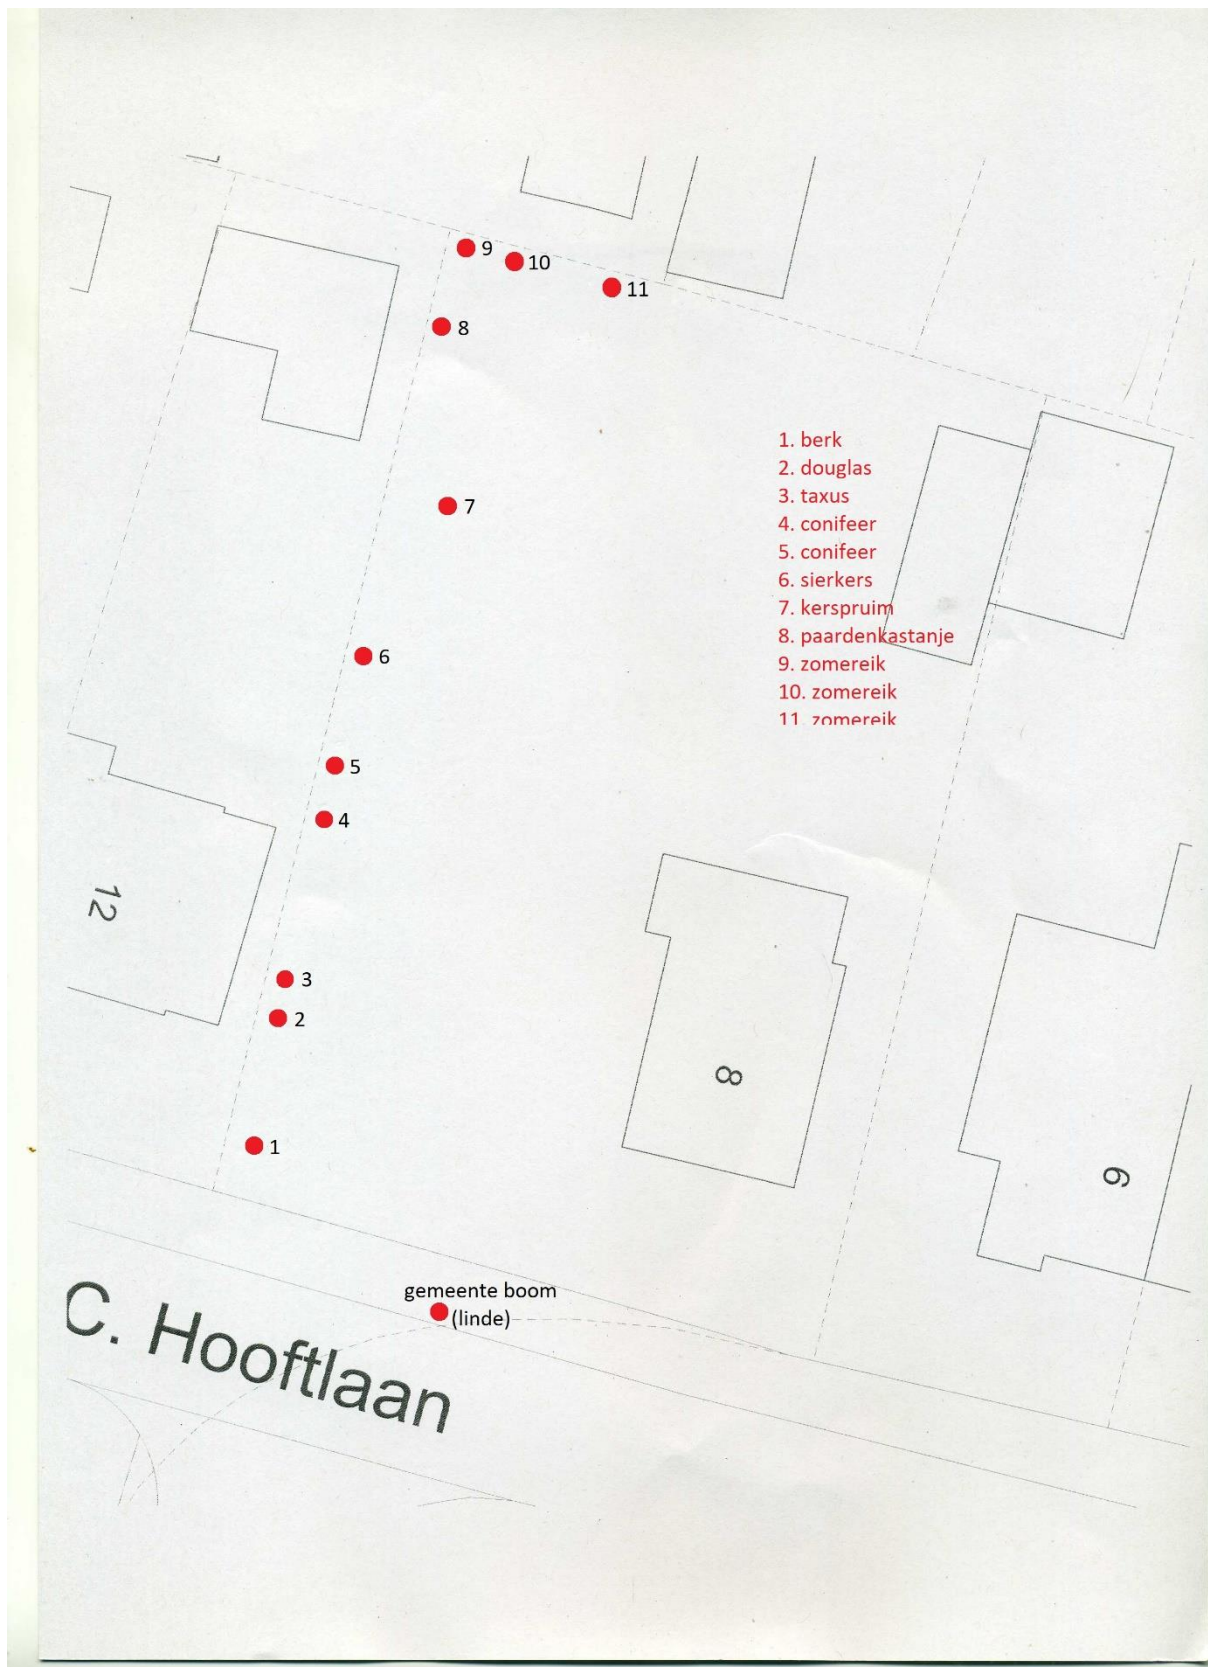 9
10
11
8
1. berk
2. douglas
3. taxus
4. conifeer
5. conifeer
6. sierkers
7. kerspruim
8. paardenkastanje
9. zomereik
10. zomereik
11. zomereik
7
6
5
4
12
3
2
8
1
6
gemeente boom
(linde)
C. Hooftlaan